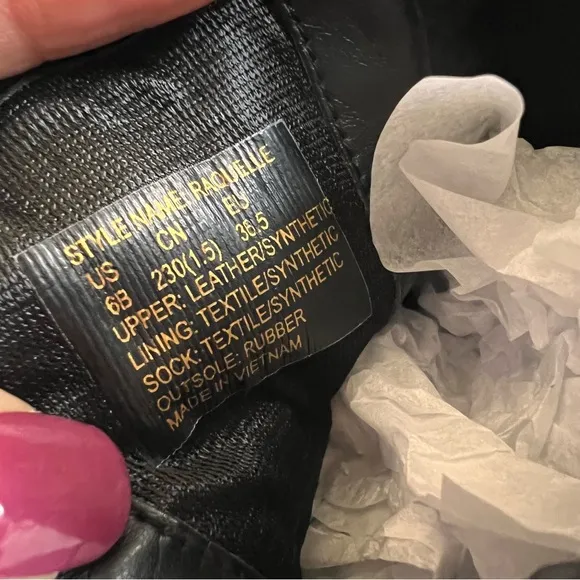 STYLE NAME: RAQUELLE
US CN EU
6B 230(1.5) 36.5
UPPER: LEATHER/SYNTHETIC
LINING: TEXTILE/SYNTHETIC
SOCK: TEXTILE/SYNTHETIC
OUTSOLE: RUBBER
MADE IN VIETNAM